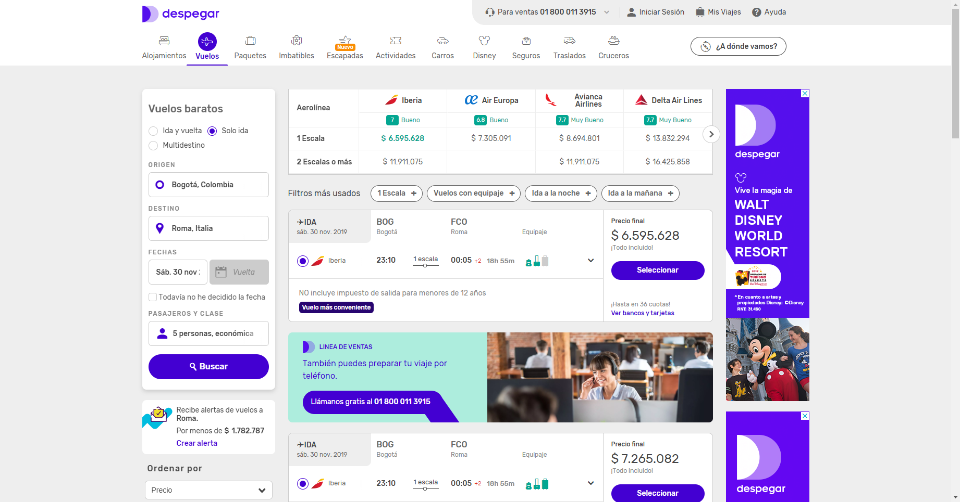 despegar
Para ventas 01 800 011 3915
Iniciar Sesión
Mis Viajes
Ayuda
Alojamientos
Vuelos
Paquetes
Imbatibles
Nuevo
Escapadas
Actividades
Carros
Disney
Seguros
Traslados
Cruceros
¿A dónde vamos?
Vuelos baratos
Ida y vuelta
Solo ida
Multidestino
ORIGEN
Bogotá, Colombia
DESTINO
Roma, Italia
FECHAS
Sáb. 30 nov.
Vuelta
Todavía no he decidido la fecha
PASAJEROS Y CLASE
5 personas, económica
Buscar
Recibe alertas de vuelos a
Roma.
Por menos de $ 1.782.787
Crear alerta
Ordenar por
Precio
Aerolínea
Iberia
Air Europa
Avianca
Airlines
Delta Air Lines
7 Bueno
6.8 Bueno
7.7 Muy Bueno
7.7 Muy Bueno
1 Escala
$ 6.595.628
$ 7.305.091
$ 8.694.801
$ 13.832.294
2 Escalas o más
$ 11.911.075
$ 11.911.075
$ 16.425.858
Filtros más usados
1 Escala +
Vuelos con equipaje +
Ida a la noche +
Ida a la mañana +
IDA
sáb. 30 nov. 2019
BOG
Bogotá
FCO
Roma
Equipaje
Iberia
23:10
1 escala
00:05 +2 18h 55m
NO incluye impuesto de salida para menores de 12 años
Vuelo más conveniente
Precio final
$ 6.595.628
¡Todo incluido!
Seleccionar
¡Hasta en 36 cuotas!
Ver bancos y tarjetas
LINEA DE VENTAS
También puedes preparar tu viaje por
teléfono.
Llámanos gratis al 01 800 011 3915
IDA
sáb. 30 nov. 2019
BOG
Bogotá
FCO
Roma
Equipaje
Iberia
23:10
1 escala
00:05 +2 18h 55m
Precio final
$ 7.265.082
¡Todo incluido!
Seleccionar
despegar
Vive la magia de
WALT
DISNEY
WORLD
RESORT
despegar